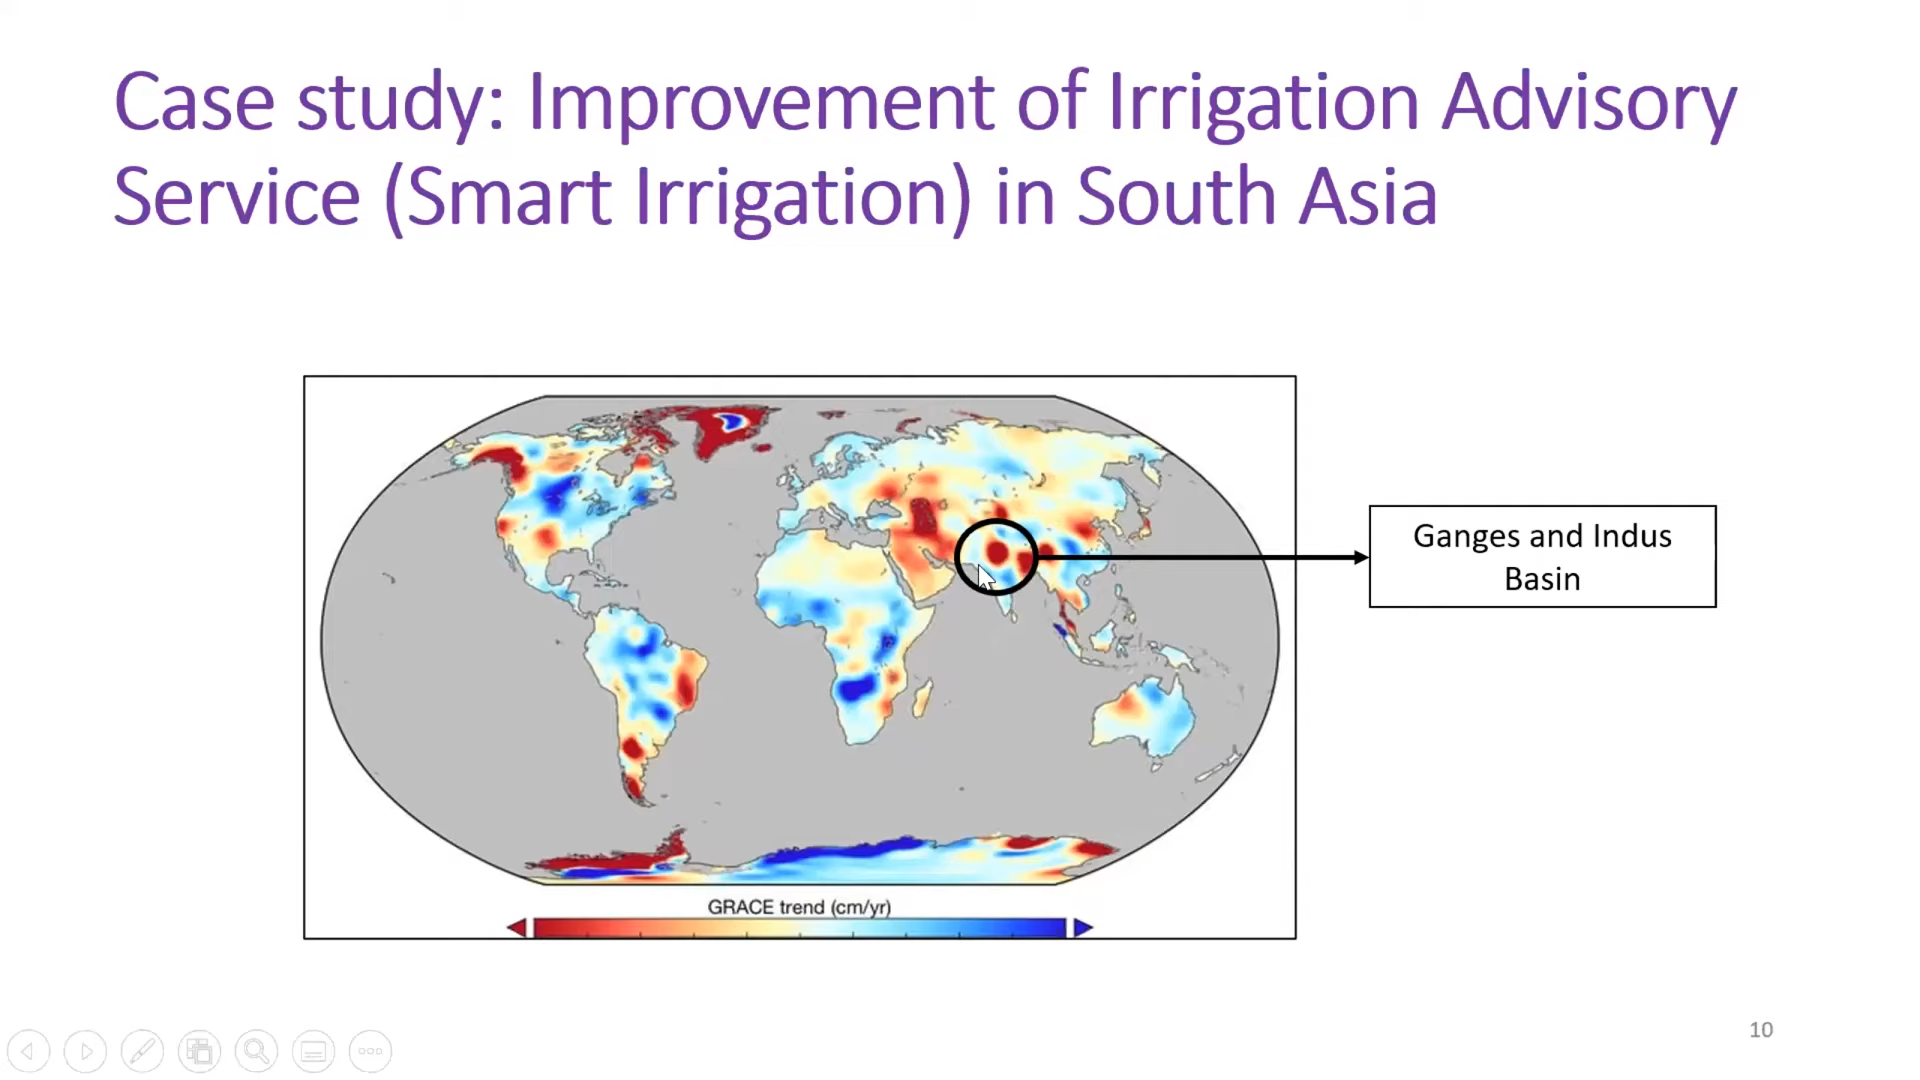 Case study: Improvement of Irrigation Advisory
Service (Smart Irrigation) in South Asia
Ganges and Indus
Basin
GRACE trend (cm/yr)
10